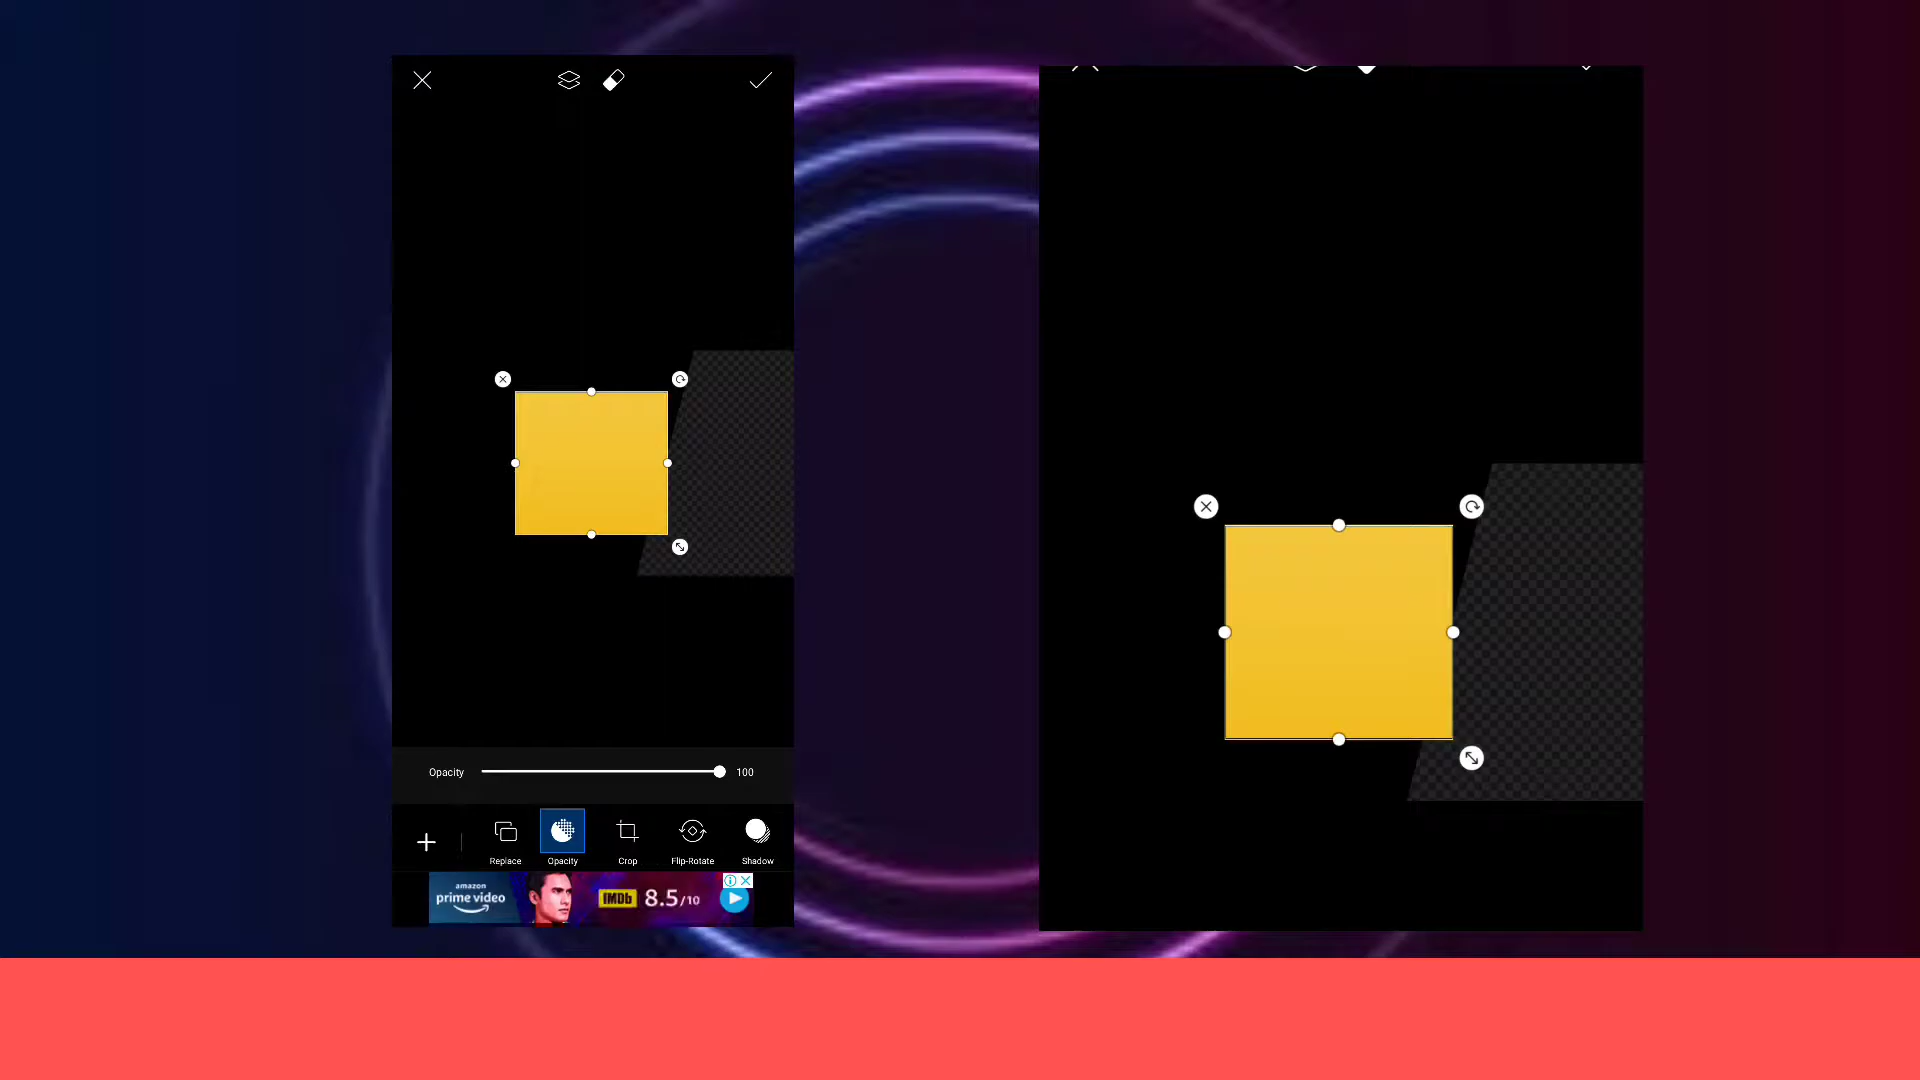 Opacity 100
Replace Opacity Crop Flip-Rotate Shadow
amazon
prime video
IMDb 8.5/10